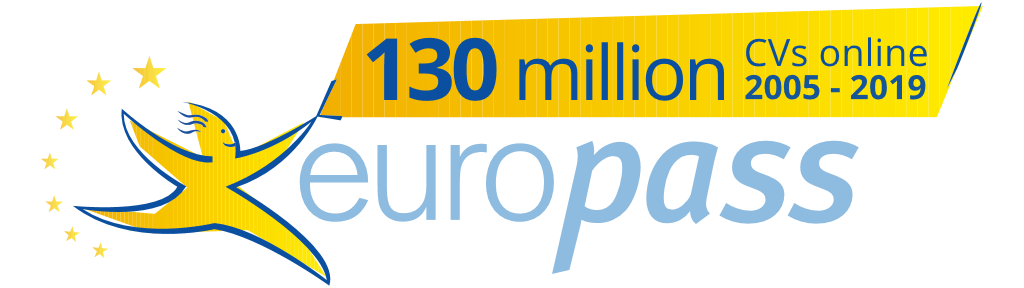 130 million
CVs online
2005 - 2019
europass